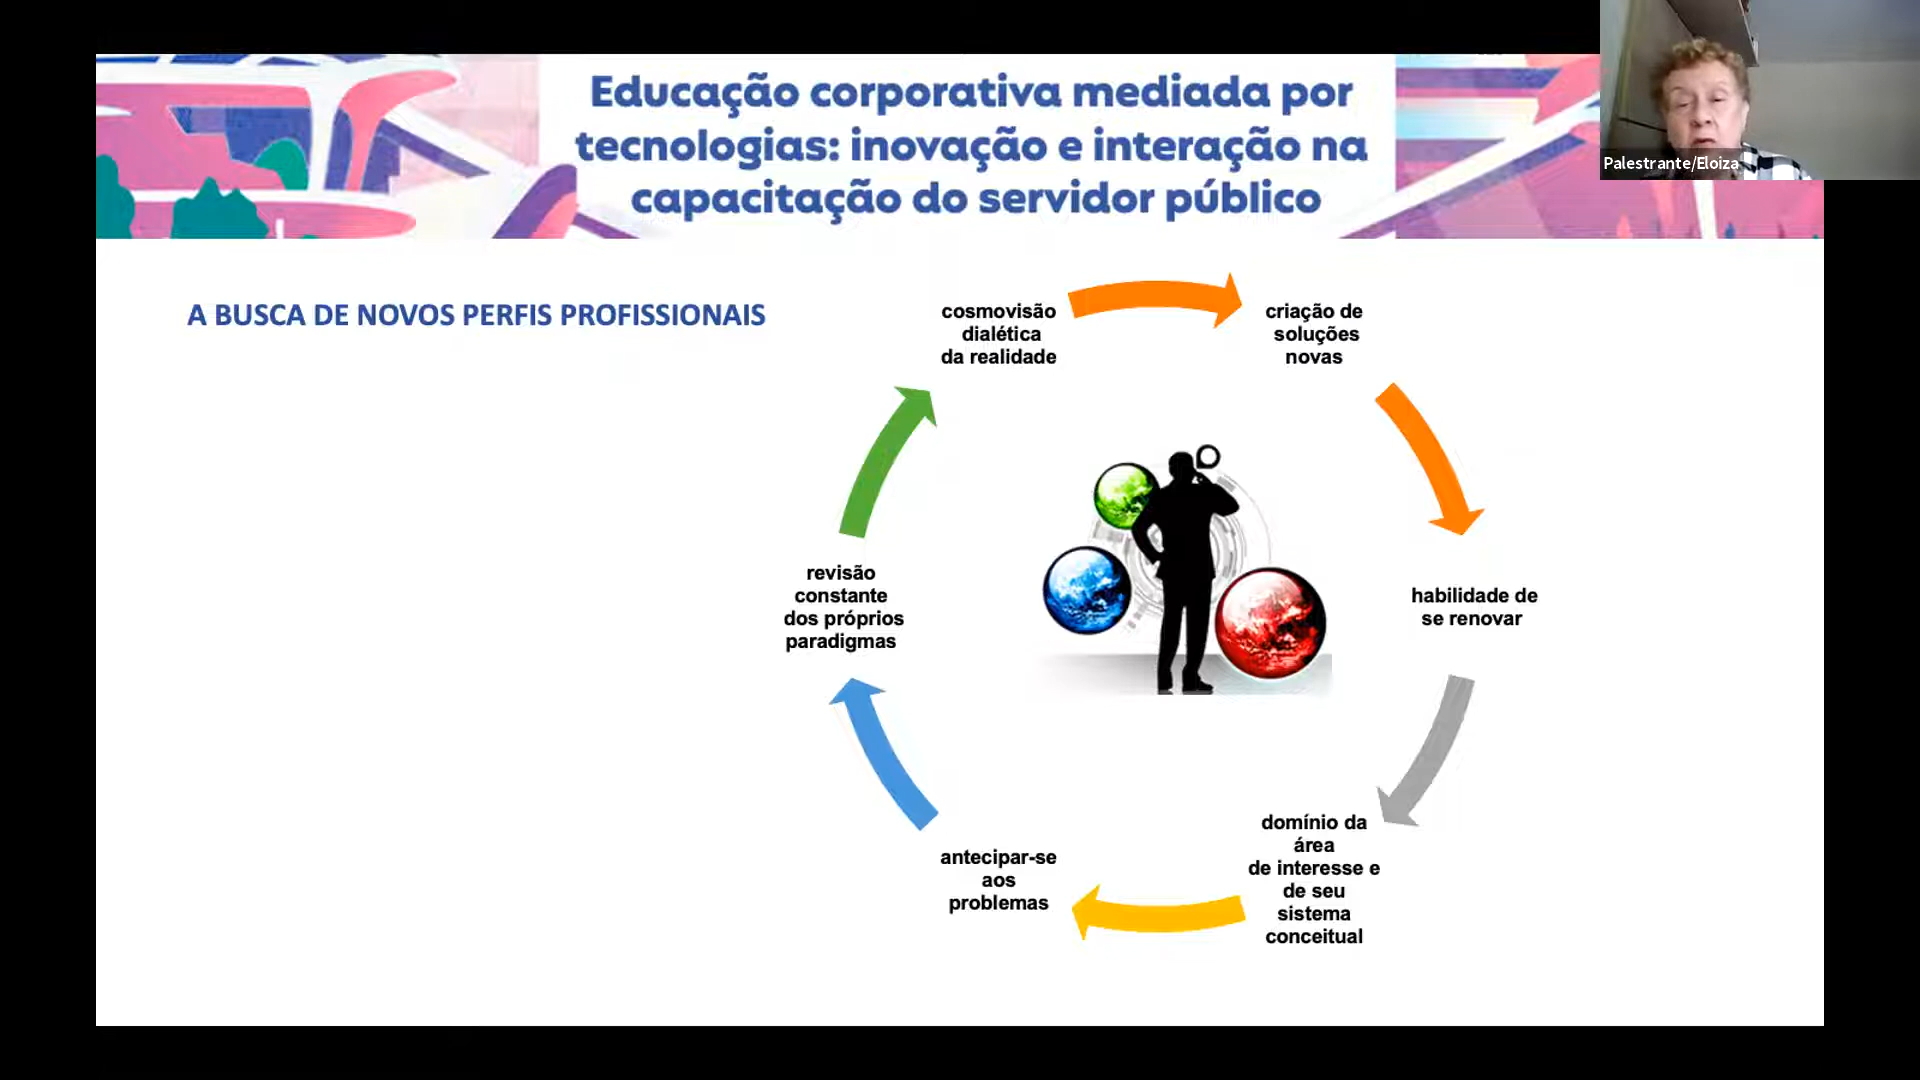 Educação corporativa mediada por
tecnologias: inovação e interação na
capacitação do servidor público
Palestrante/Eloiza
A BUSCA DE NOVOS PERFIS PROFISSIONAIS
cosmovisão
dialética
da realidade
criação de
soluções
novas
habilidade de
se renovar
domínio da
área
de interesse e
de seu
sistema
conceitual
antecipar-se
aos
problemas
revisão
constante
dos próprios
paradigmas